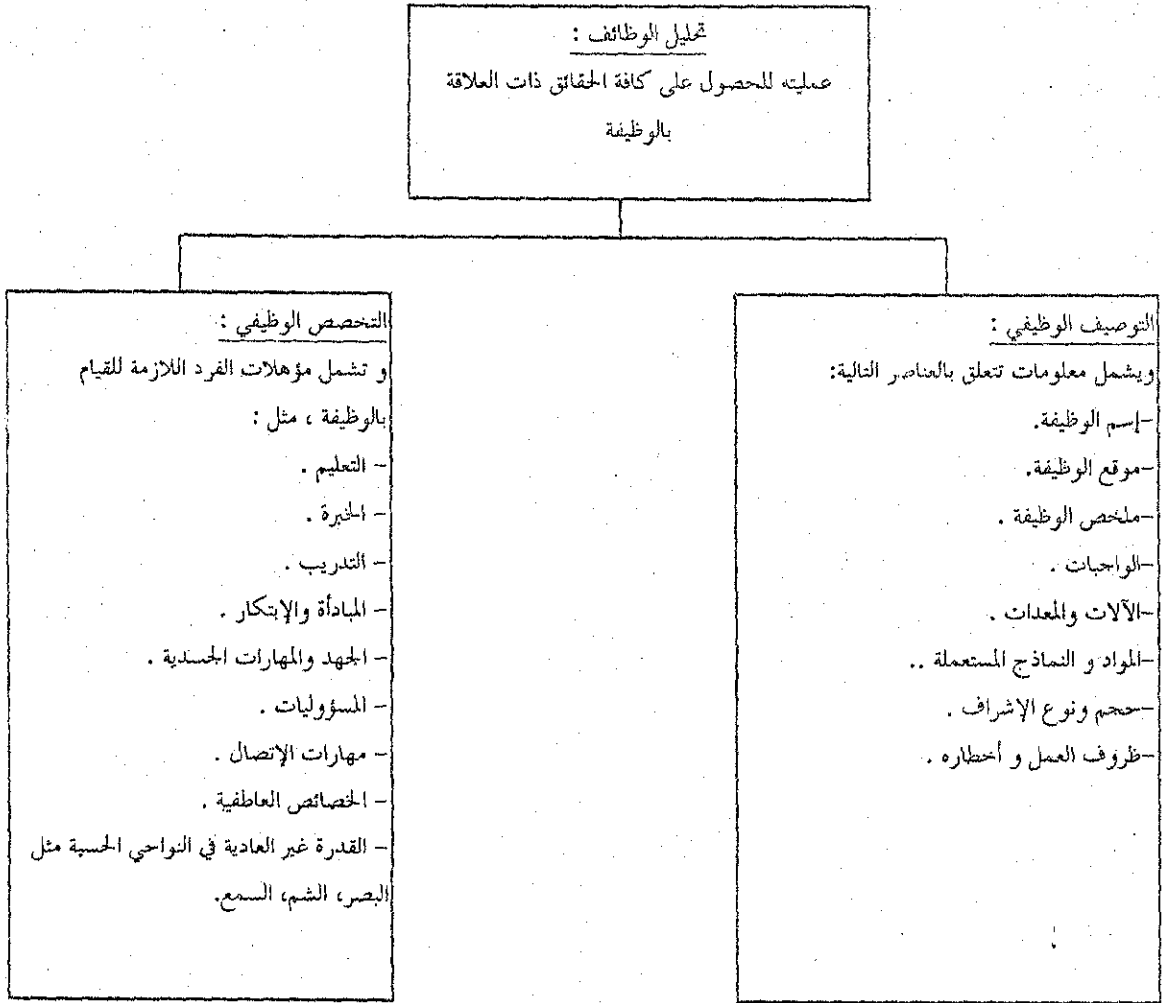 تحليل الوظائف :
عمليته للحصول على كافة الحقائق ذات العلاقة
بالوظيفة
التوصيف الوظيفي :
ويشمل معلومات تتعلق بالعناصر التالية:
-إسم الوظيفة.
-موقع الوظيفة.
-ملخص الوظيفة .
-الواجبات .
-الآلات والمعدات .
-المواد و النماذج المستعملة ..
-حجم ونوع الإشراف .
-ظروف العمل و أخطاره .
التخصص الوظيفي :
و تشمل مؤهلات الفرد اللازمة للقيام
بالوظيفة ، مثل :
- التعليم .
- الخبرة .
- التدريب .
- المبادأة والإبتكار .
- الجهد والمهارات الجسدية .
- المسؤوليات .
- مهارات الإتصال .
- الخصائص العاطفية .
- القدرة غير العادية في النواحي الحسية مثل
البصر، الشم، السمع.